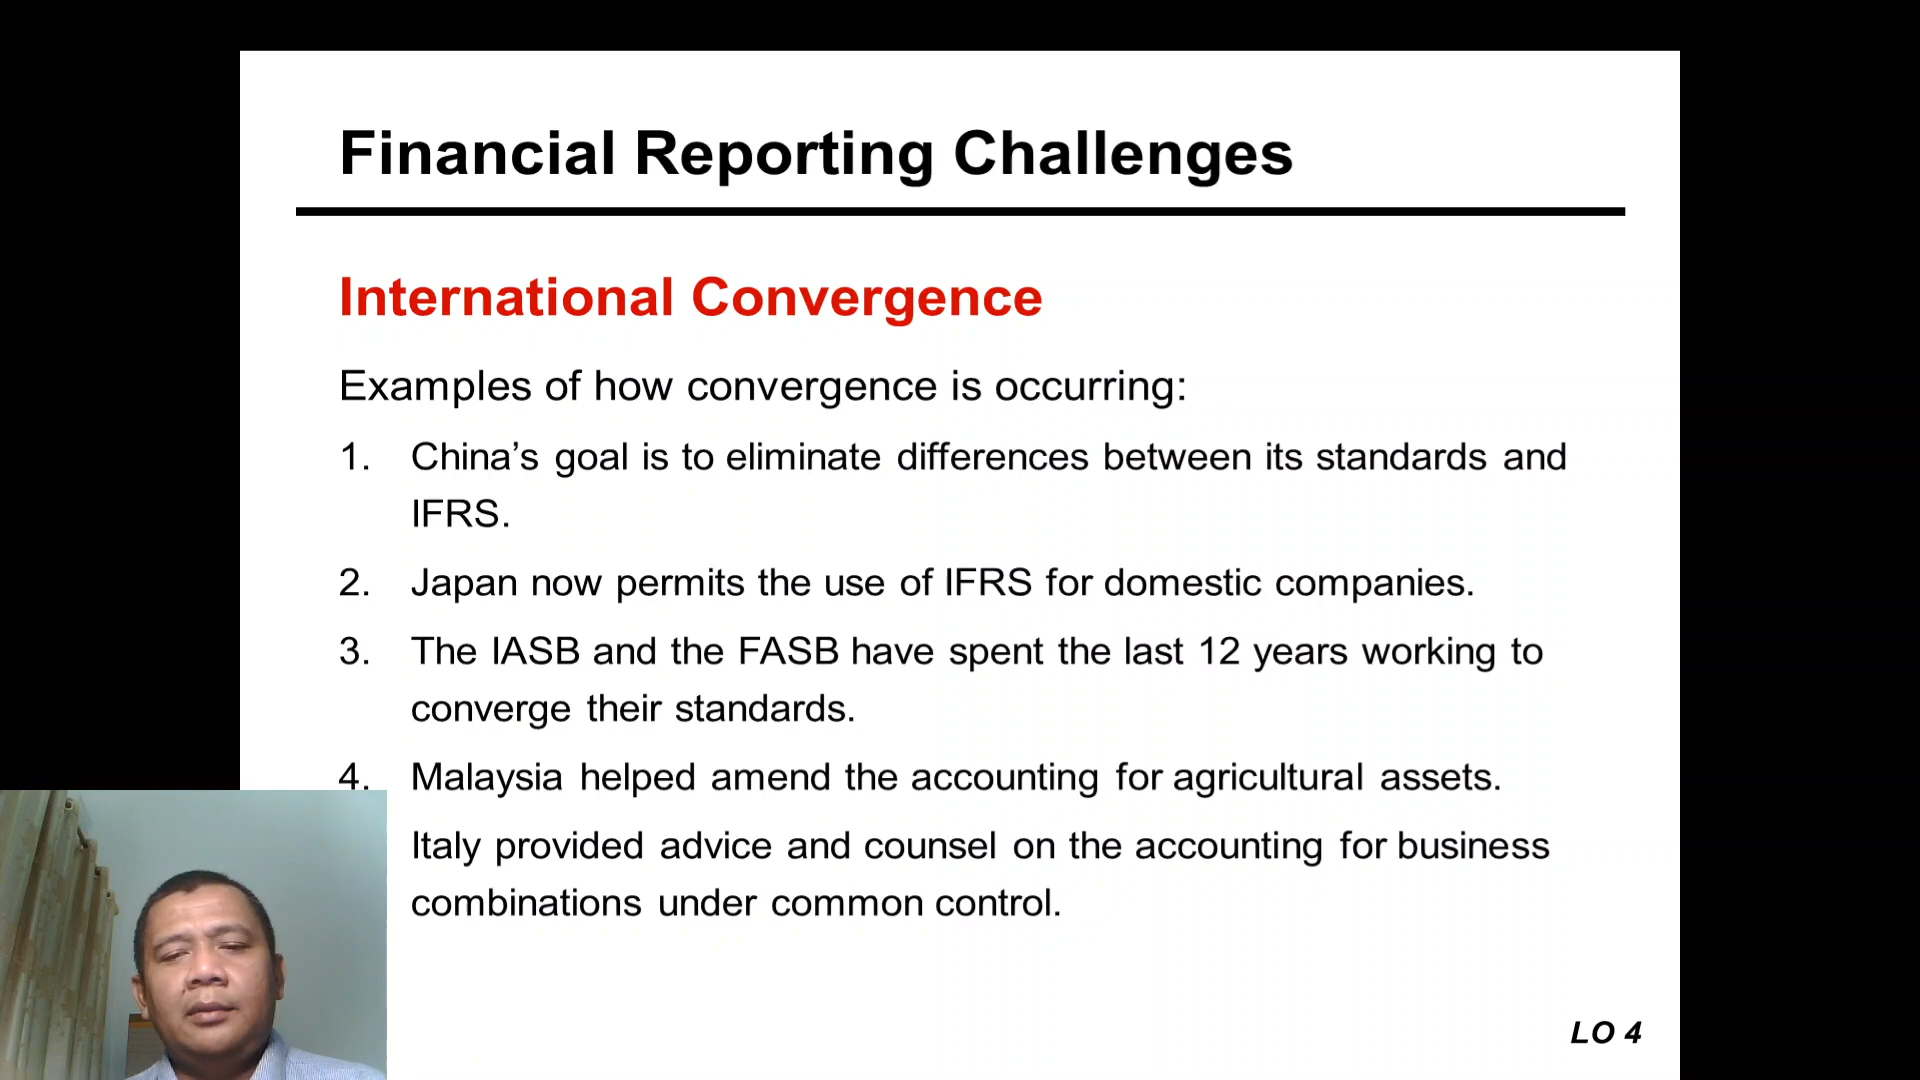 Financial Reporting Challenges
International Convergence
Examples of how convergence is occurring:
1. China’s goal is to eliminate differences between its standards and
IFRS.
2. Japan now permits the use of IFRS for domestic companies.
3. The IASB and the FASB have spent the last 12 years working to
converge their standards.
4. Malaysia helped amend the accounting for agricultural assets.
Italy provided advice and counsel on the accounting for business
combinations under common control.
LO 4